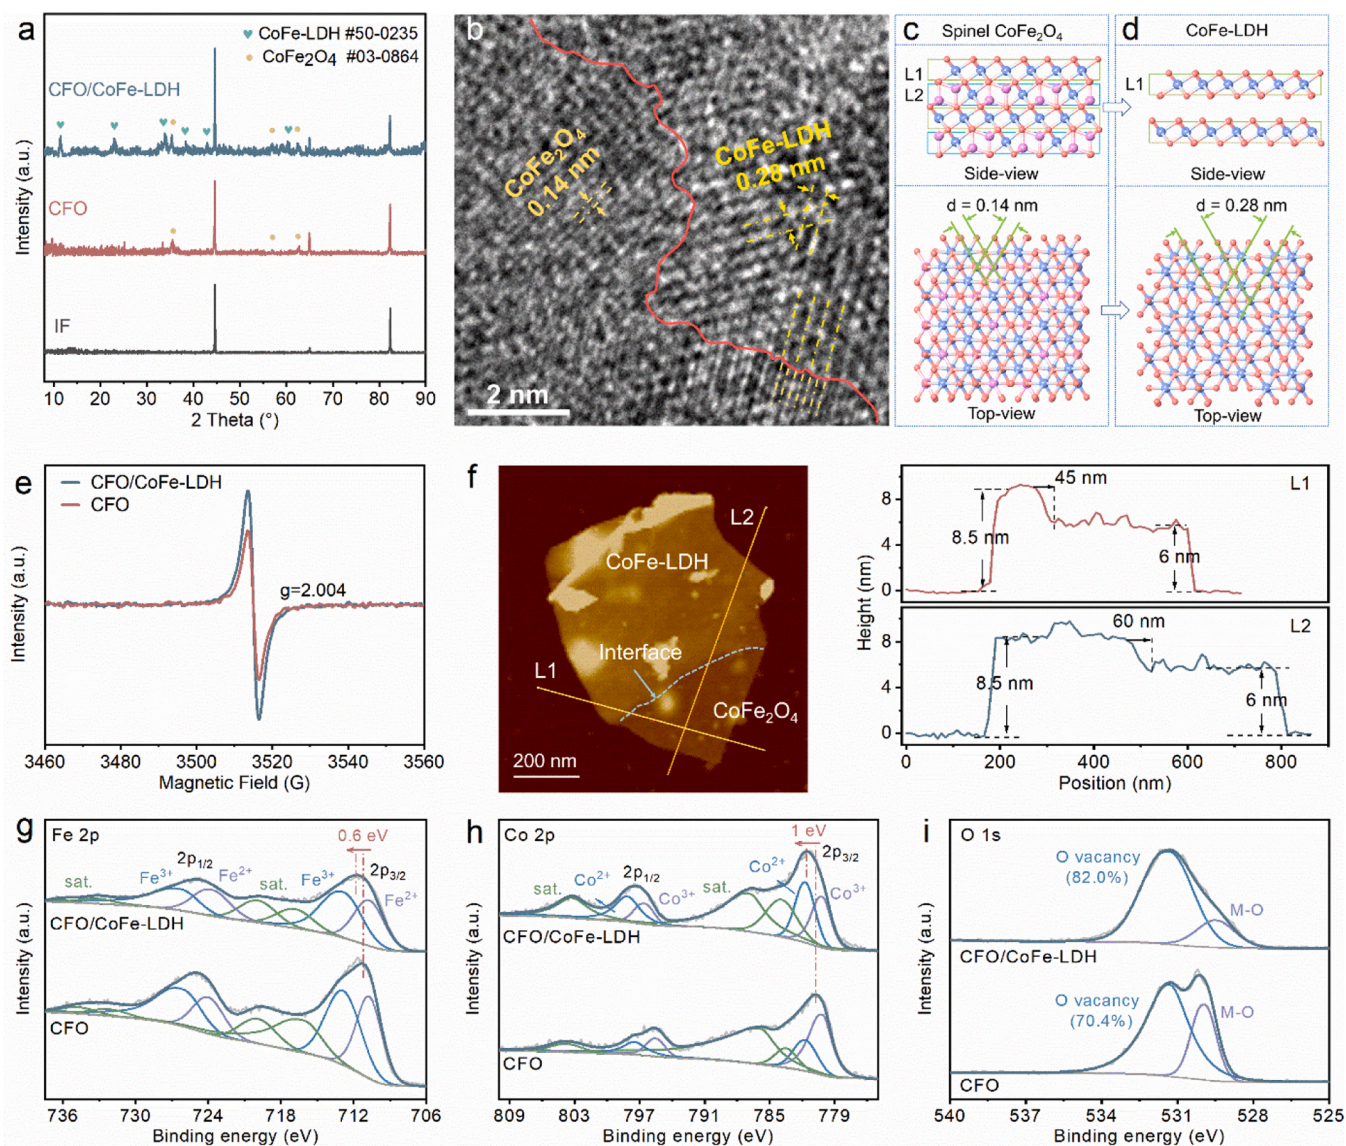 a
♥ CoFe-LDH #50-0235
CoFe₂O₄ #03-0864
CFO/CoFe-LDH
CFO
IF
Intensity (a.u.)
10 20 30 40 50 60 70 80 90
2 Theta (°)
b
CoFe₂O₄
0.14 nm
CoFe-LDH
0.28 nm
2 nm
c
Spinel CoFe₂O₄
L1
L2
Side-view
d = 0.14 nm
Top-view
d
CoFe-LDH
L1
Side-view
d = 0.28 nm
Top-view
e
CFO/CoFe-LDH
CFO
g=2.004
Intensity (a.u.)
3460 3480 3500 3520 3540 3560
Magnetic Field (G)
f
L2
CoFe-LDH
Interface
L1
CoFe₂O₄
200 nm
45 nm
L1
8.5 nm
6 nm
8
4
0
Height (nm)
60 nm
L2
8.5 nm
6 nm
8
4
0
0 200 400 600 800
Position (nm)
g
Fe 2p
0.6 eV
2p1/2
2p3/2
sat.
Fe³⁺
Fe²⁺
sat.
Fe³⁺
Fe²⁺
CFO/CoFe-LDH
CFO
Intensity (a.u.)
736 730 724 718 712 706
Binding energy (eV)
h
Co 2p
1 eV
2p1/2
2p3/2
sat.
Co²⁺
Co³⁺
sat.
Co²⁺
Co³⁺
CFO/CoFe-LDH
CFO
Intensity (a.u.)
809 803 797 791 785 779
Binding energy (eV)
i
O 1s
O vacancy
(82.0%)
M-O
CFO/CoFe-LDH
O vacancy
(70.4%)
M-O
CFO
Intensity (a.u.)
540 537 534 531 528 525
Binding energy (eV)